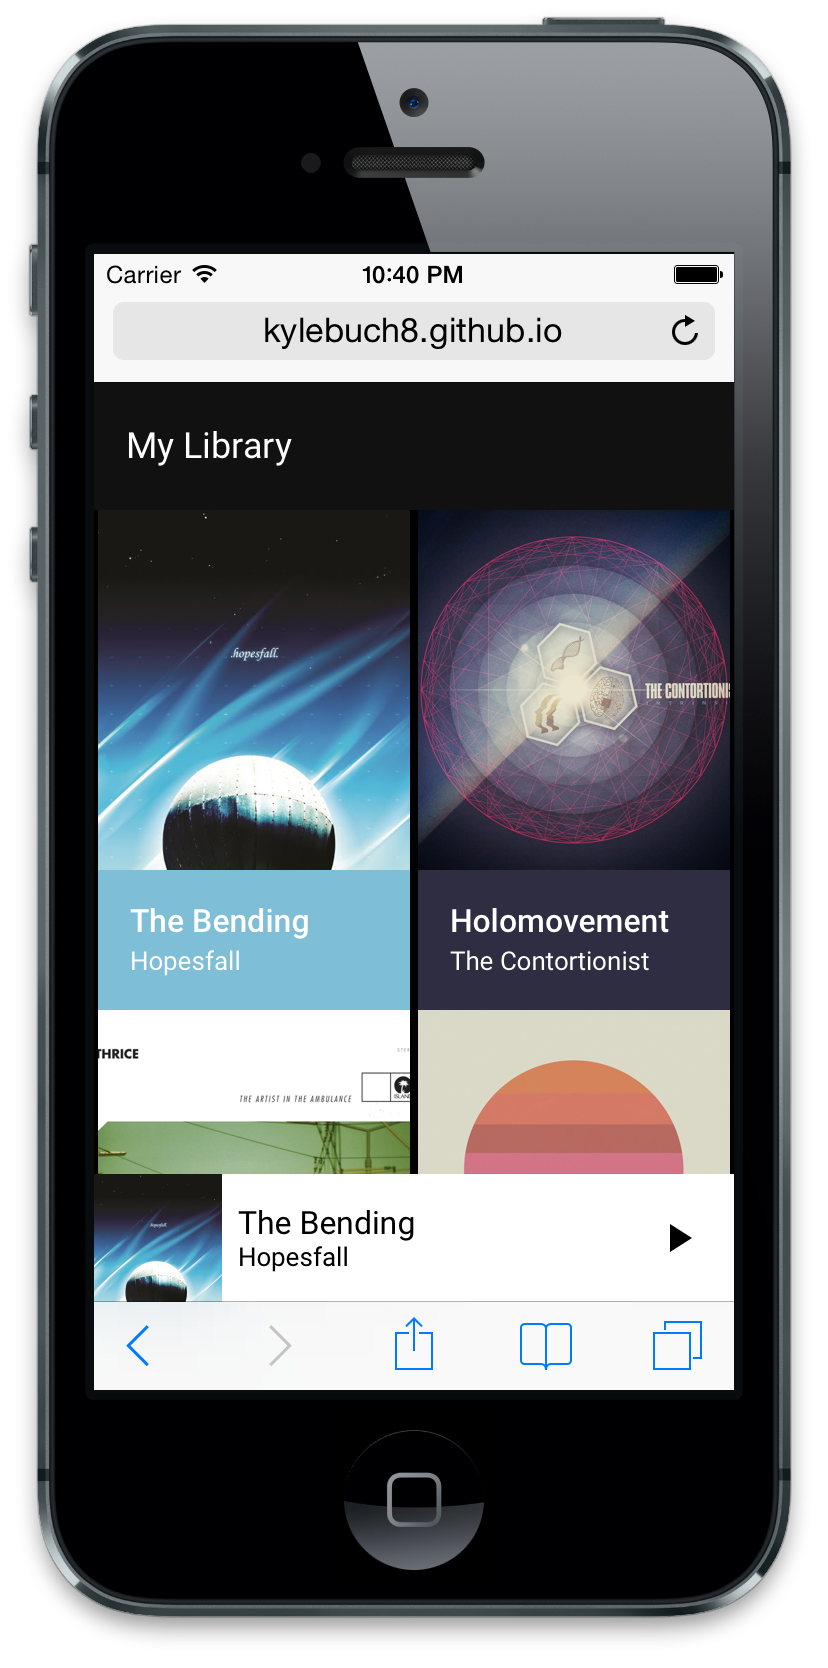 Carrier
10:40 PM
kylebuch8.github.io
My Library
.hopesfall.
THE CONTORTIONIS
The Bending
Hopesfall
Holomovement
The Contortionist
THRICE
THE ARTIST IN THE AMBULANCE
ISLAN
The Bending
Hopesfall